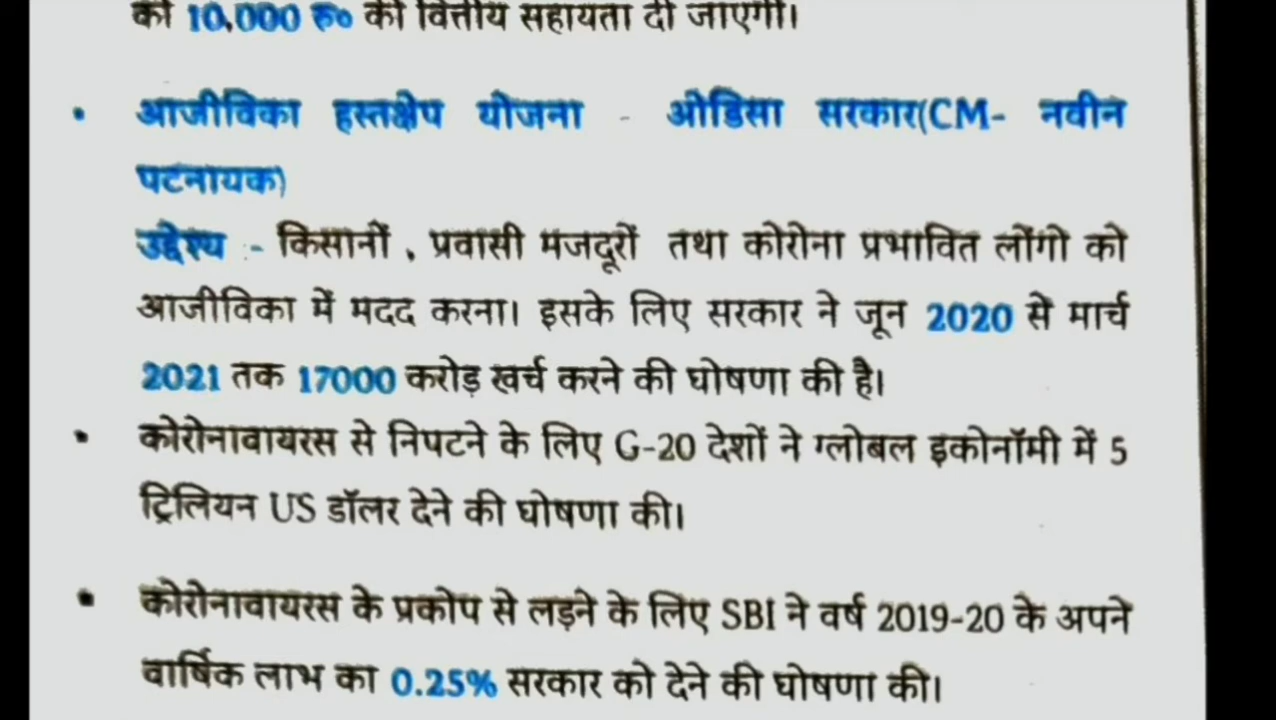 को 10,000 रु० की वित्तीय सहायता दी जाएगी।
• आजीविका हस्तक्षेप योजना - ओडिसा सरकार(CM- नवीन
पटनायक)
उद्देश्य :- किसानों , प्रवासी मजदूरों तथा कोरोना प्रभावित लोंगो को
आजीविका में मदद करना। इसके लिए सरकार ने जून 2020 से मार्च
2021 तक 17000 करोड़ खर्च करने की घोषणा की है।
• कोरोनावायरस से निपटने के लिए G-20 देशों ने ग्लोबल इकोनॉमी में 5
ट्रिलियन US डॉलर देने की घोषणा की।
• कोरोनावायरस के प्रकोप से लड़ने के लिए SBI ने वर्ष 2019-20 के अपने
वार्षिक लाभ का 0.25% सरकार को देने की घोषणा की।